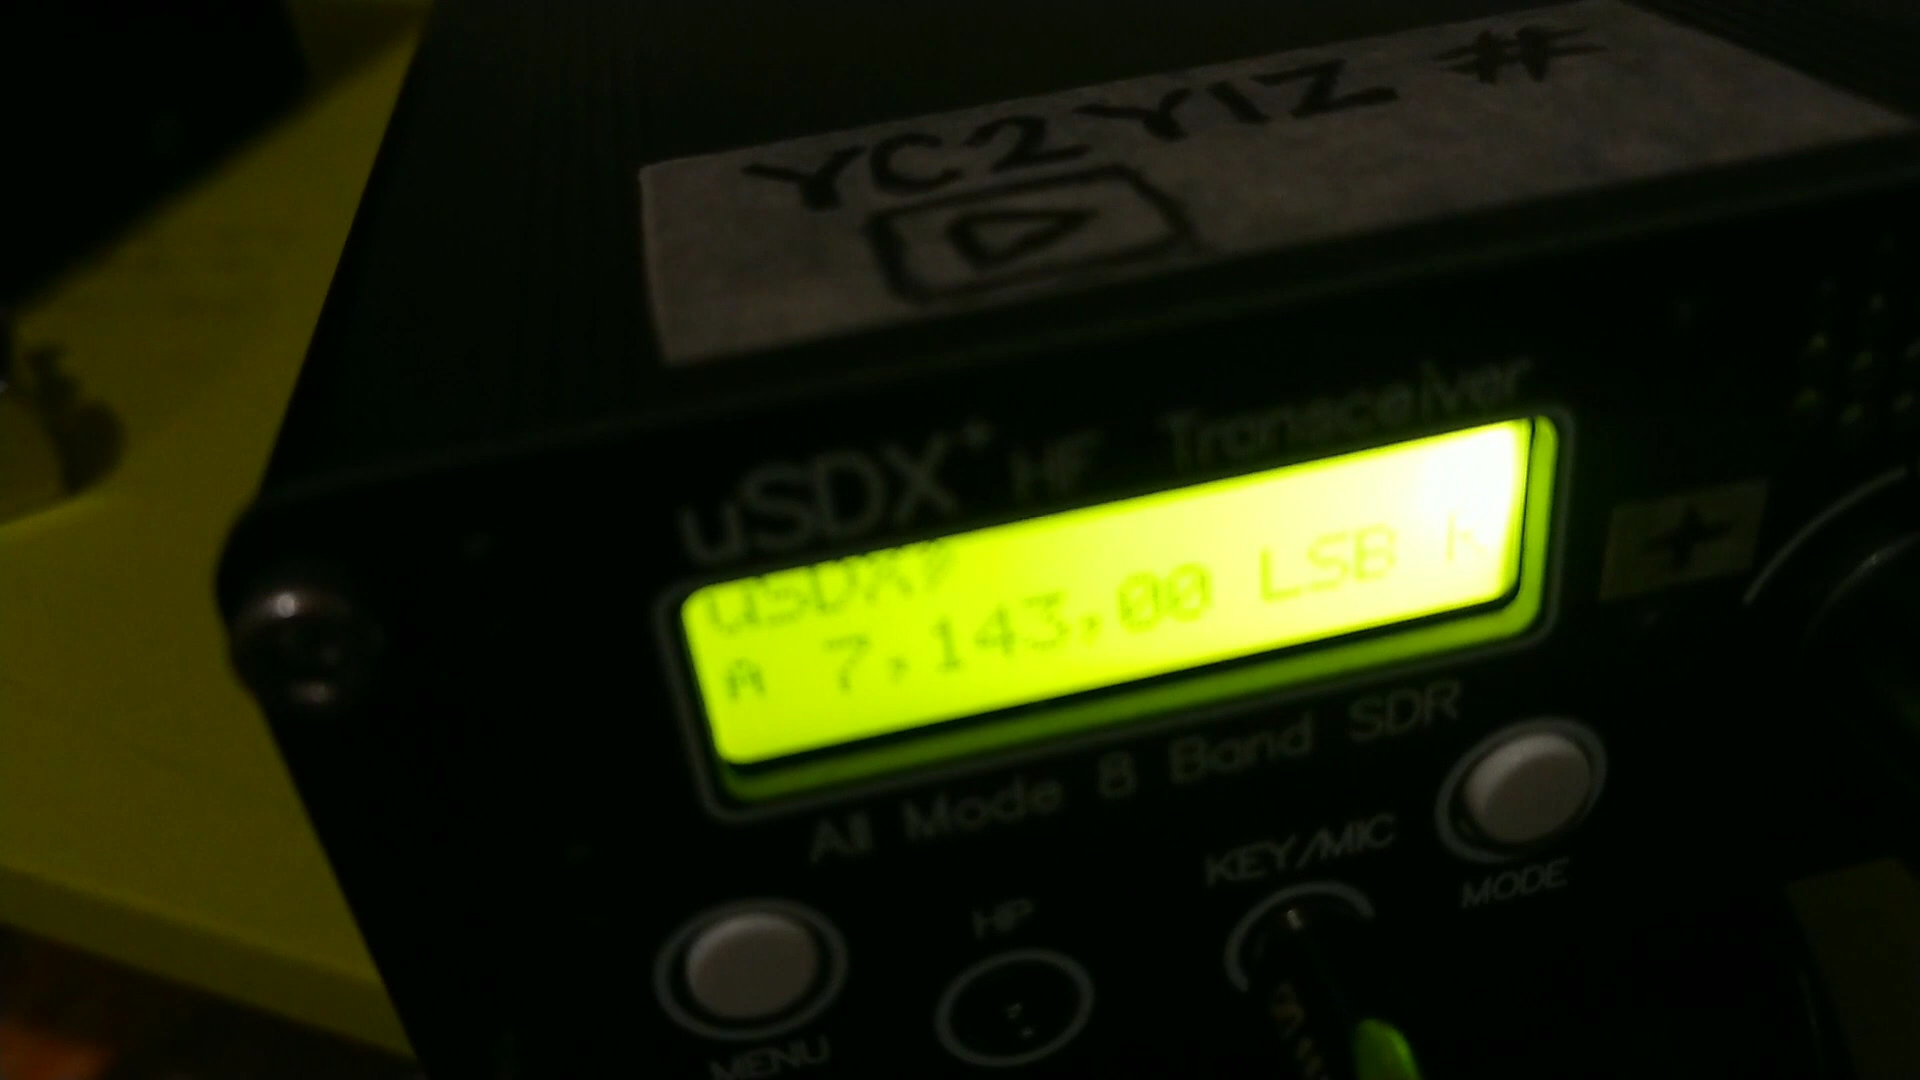 YC2YIZ #
uSDX+ HF Transceiver
uSDX
A 7,143,00 LSB R
All Mode 8 Band SDR
KEY/MIC
MODE
HP
MENU